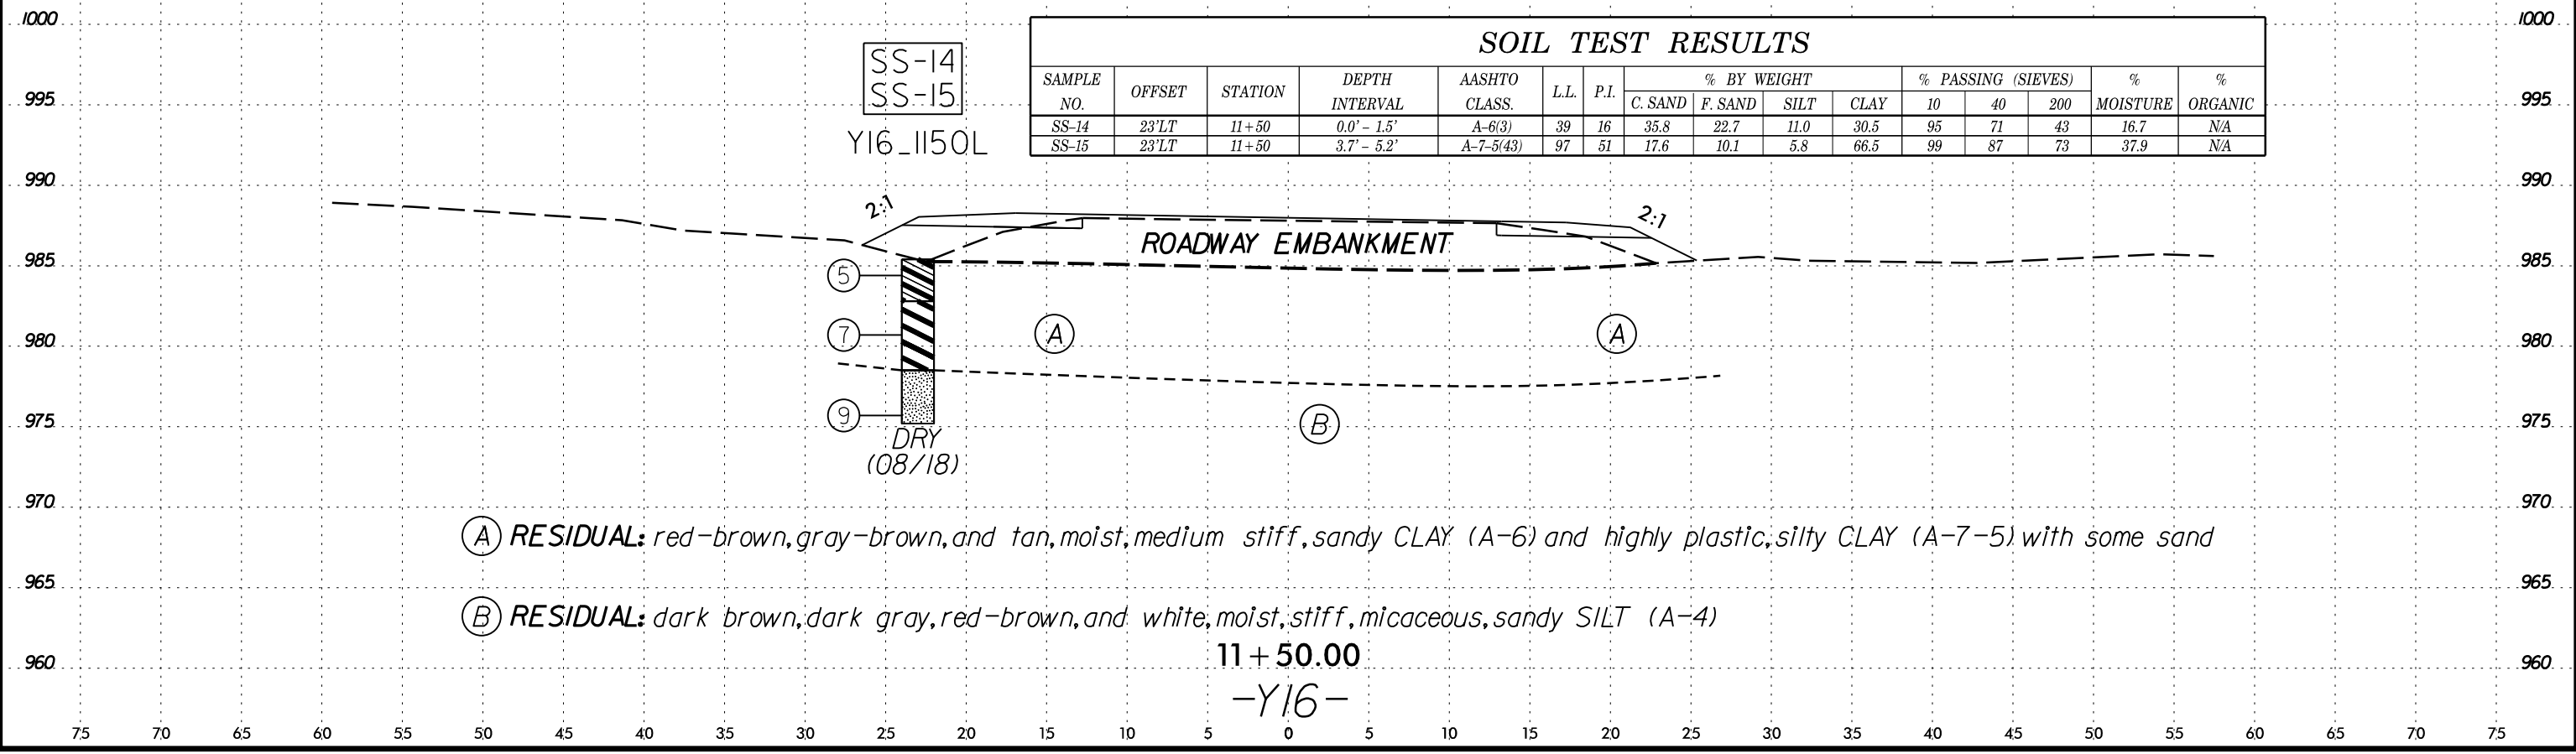 1000 1000
SOIL TEST RESULTS
SS-14
SS-15
Y16_1150L
SAMPLE NO. OFFSET STATION DEPTH INTERVAL AASHTO CLASS. L.L. P.I. % BY WEIGHT % PASSING (SIEVES) % MOISTURE % ORGANIC
C. SAND F. SAND SILT CLAY 10 40 200
SS-14 23'LT 11+50 0.0' - 1.5' A-6(3) 39 16 35.8 22.7 11.0 30.5 95 71 43 16.7 N/A
SS-15 23'LT 11+50 3.7' - 5.2' A-7-5(43) 97 51 17.6 10.1 5.8 66.5 99 87 73 37.9 N/A
995 995
990 990
2:1 2:1
ROADWAY EMBANKMENT
985 985
5
7 A A
980 980
9 B
975 975
DRY
(08/18)
970 970
A RESIDUAL: red-brown, gray-brown, and tan, moist, medium stiff, sandy CLAY (A-6) and highly plastic, silty CLAY (A-7-5) with some sand
965 965
B RESIDUAL: dark brown, dark gray, red-brown, and white, moist, stiff, micaceous, sandy SILT (A-4)
11+50.00
960 960
-Y16-
75 70 65 60 55 50 45 40 35 30 25 20 15 10 5 0 5 10 15 20 25 30 35 40 45 50 55 60 65 70 75